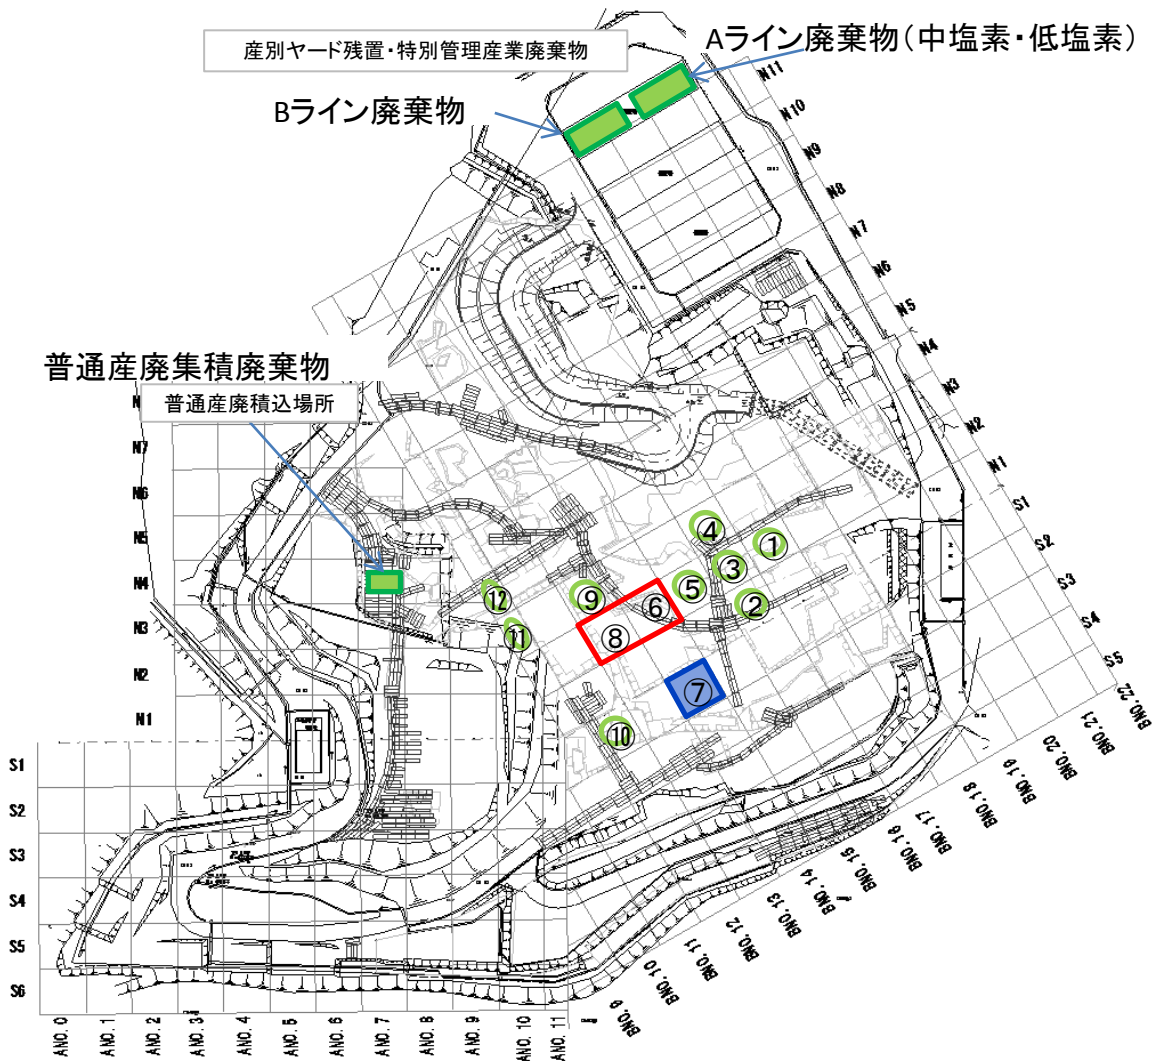 Aライン廃棄物（中塩素・低塩素）
産別ヤード残置・特別管理産業廃棄物
Bライン廃棄物
普通産廃集積廃棄物
普通産廃積込場所
N11
N10
N9
N8
N7
N6
N5
N4
N3
N2
N1
S1
S2
S3
S4
S5
N
N7
N6
N5
N4
N3
N2
N1
S1
S2
S3
S4
S5
S6
④
①
③
⑤
②
⑨
⑥
⑫
⑪
⑧
⑦
⑩
BNO.22
BNO.21
BNO.20
BNO.19
BNO.18
BNO.17
BNO.16
BNO.15
BNO.14
BNO.13
BNO.12
BNO.11
BNO.10
BNO.9
ANO.0
ANO.1
ANO.2
ANO.3
ANO.4
ANO.5
ANO.6
ANO.7
ANO.8
ANO.9
ANO.10
ANO.11